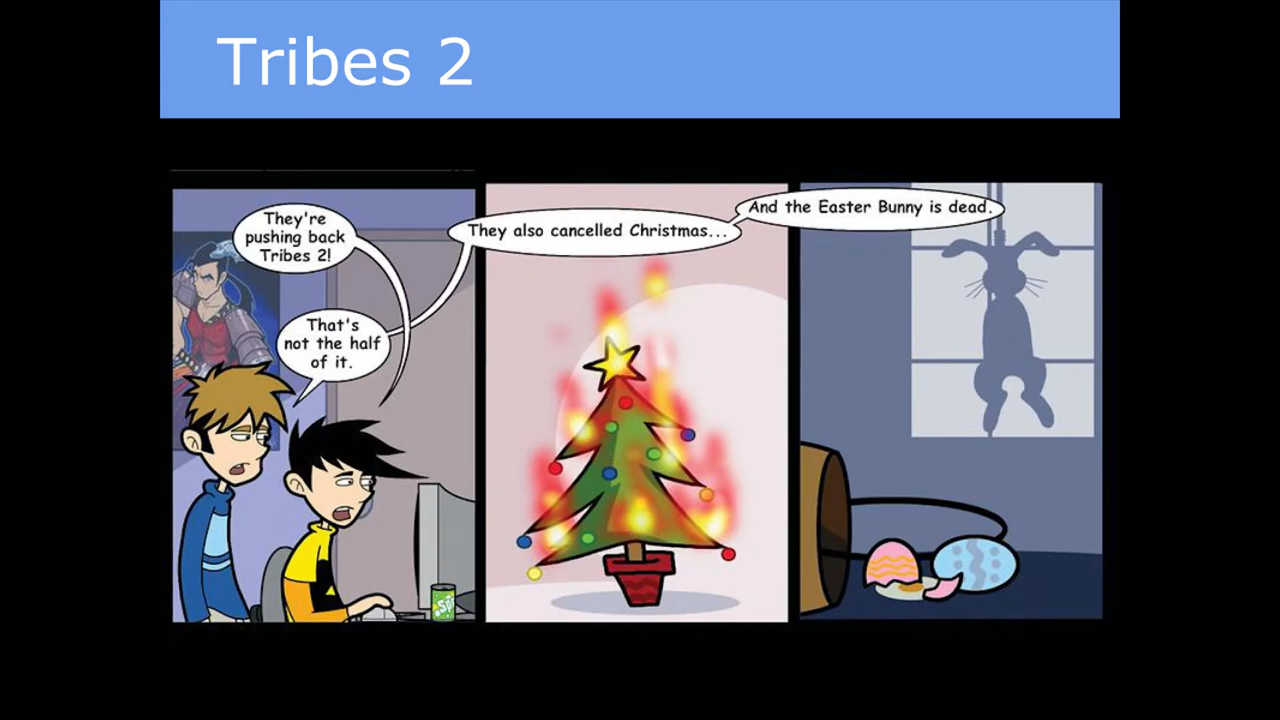 Tribes 2
They're
pushing back
Tribes 2!
That's
not the half
of it.
They also cancelled Christmas...
And the Easter Bunny is dead.